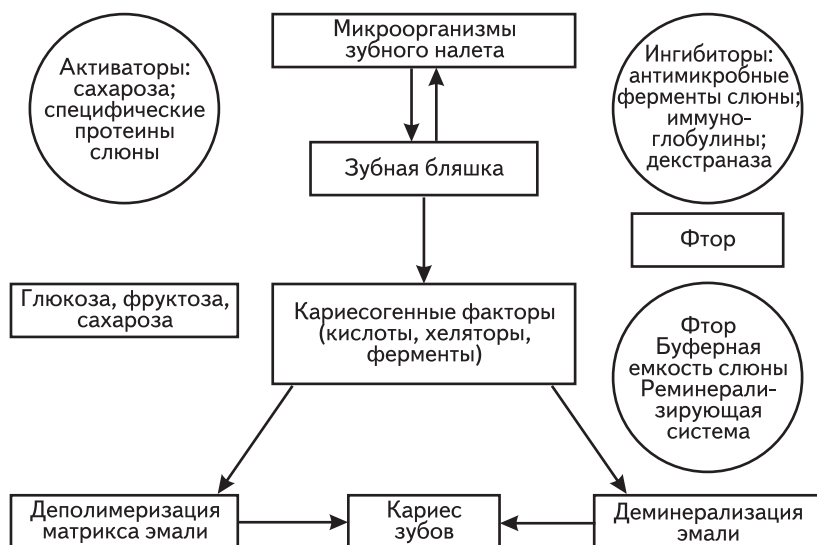 Микроорганизмы
зубного налета
Активаторы:
сахароза;
специфические
протеины
слюны
Ингибиторы:
антимикробные
ферменты слюны;
иммуно-
глобулины;
декстраназа
Зубная бляшка
Фтор
Глюкоза, фруктоза,
сахароза
Кариесогенные факторы
(кислоты, хеляторы,
ферменты)
Фтор
Буферная
емкость слюны
Реминерали-
зирующая
система
Деполимеризация
матрикса эмали
Кариес
зубов
Деминерализация
эмали